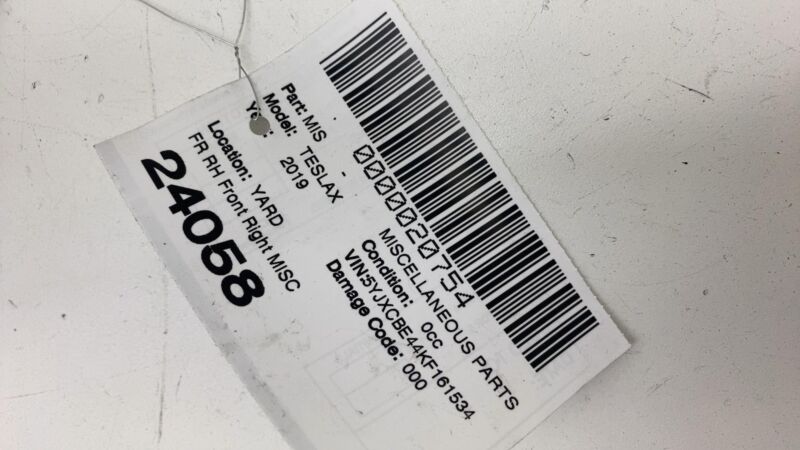 0000020754
Part: MIS - MISCELLANEOUS PARTS
Model: TESLAX Condition: 0cc
2019 VIN:5YJXCBE44KF161534
Damage Code: 000
Location: YARD
FR RH Front Right MISC
24058